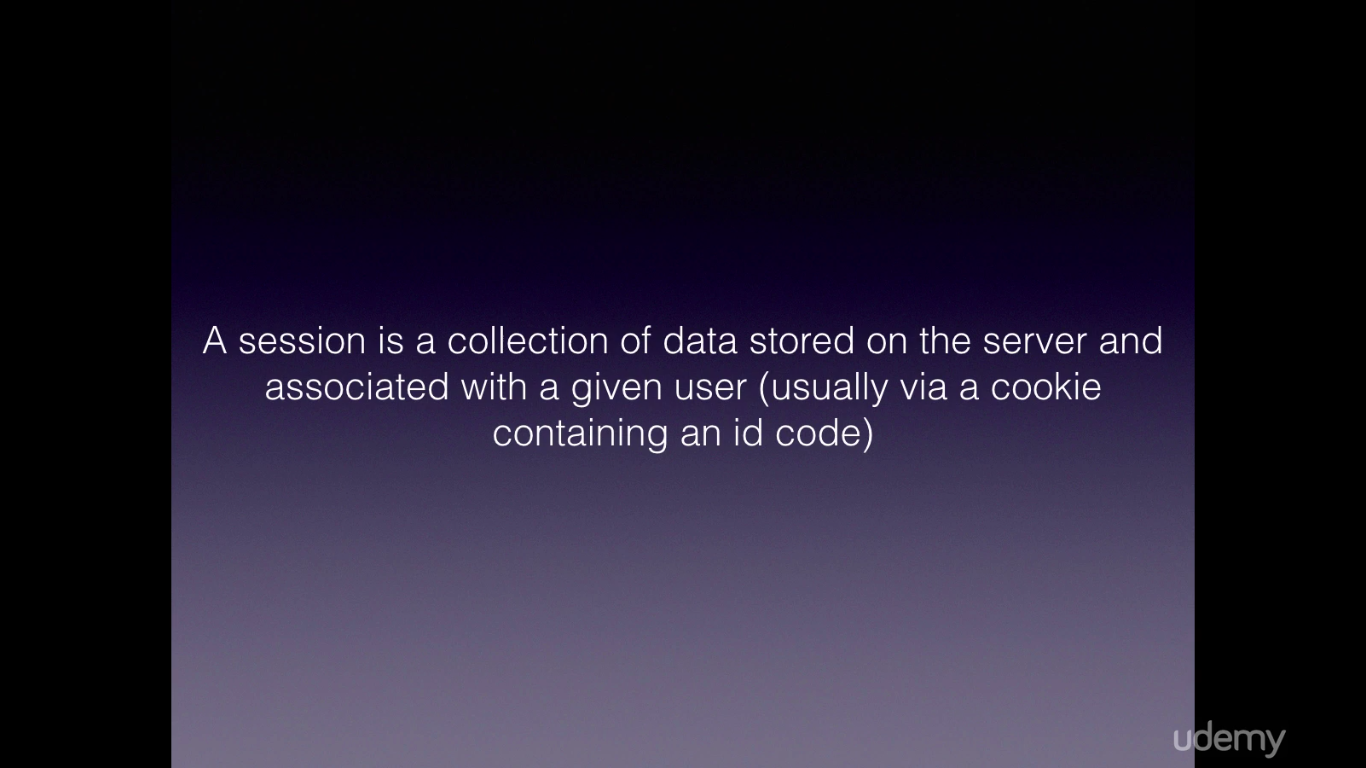 A session is a collection of data stored on the server and
associated with a given user (usually via a cookie
containing an id code)
udemy